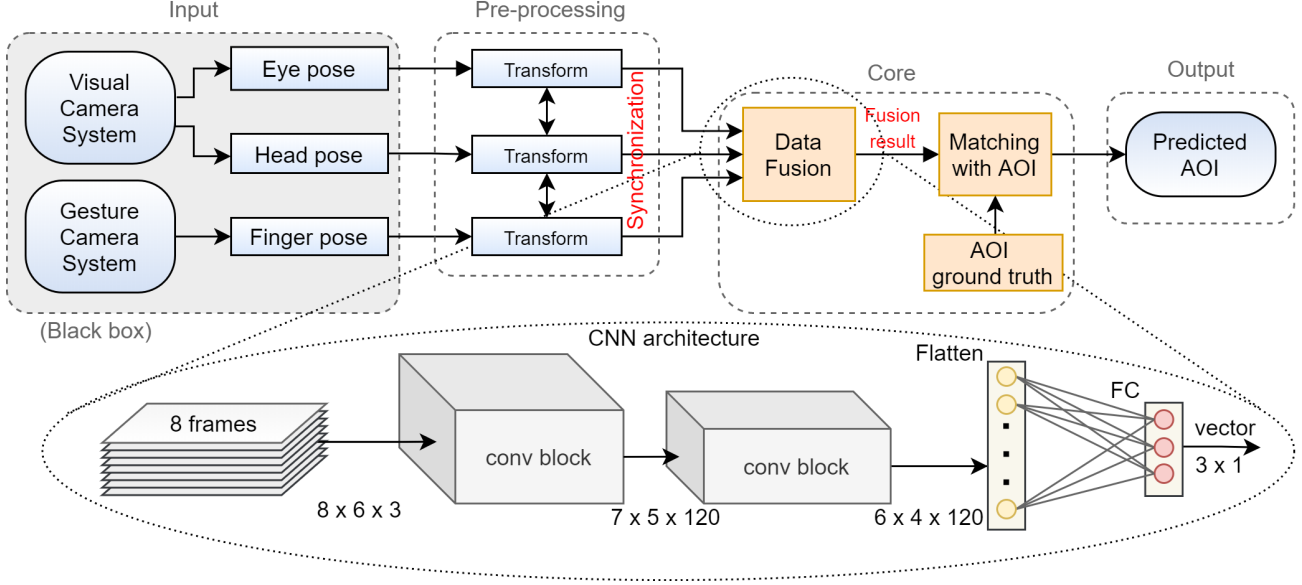 Input
Pre-processing
Core
Output
Visual
Camera
System
Eye pose
Head pose
Gesture
Camera
System
Finger pose
(Black box)
Transform
Transform
Transform
Synchronization
Data
Fusion
Fusion
result
Matching
with AOI
AOI
ground truth
Predicted
AOI
CNN architecture
8 frames
8 x 6 x 3
conv block
7 x 5 x 120
conv block
6 x 4 x 120
Flatten
FC
vector
3 x 1